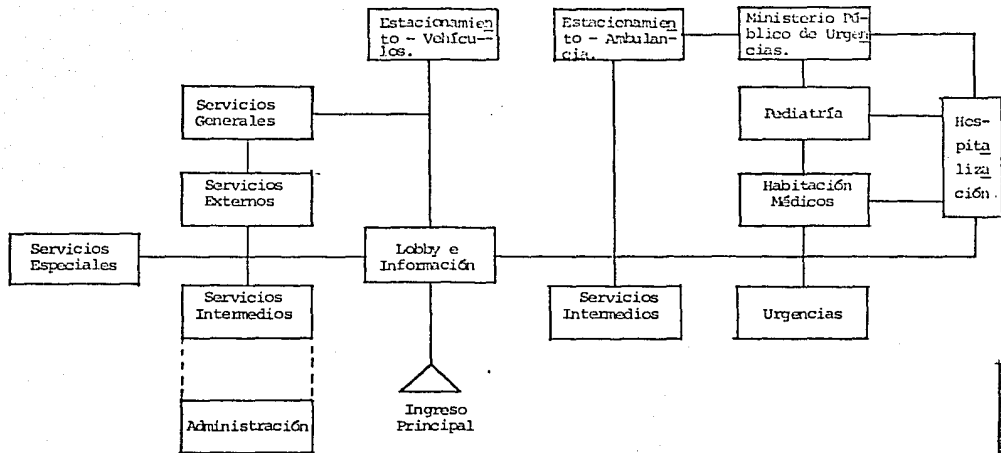 Estacionamien
to - Vehícu--
los.
Estacionamien
to - Ambulan
cia.
Ministerio Pú-
blico de Urgen
cias.
Servicios
Generales
Pediatría
Hos-
pita
liza
ción.
Servicios
Externos
Habitación
Médicos
Servicios
Especiales
Lobby e
Información
Servicios
Intermedios
Servicios
Intermedios
Urgencias
Administración
Ingreso
Principal